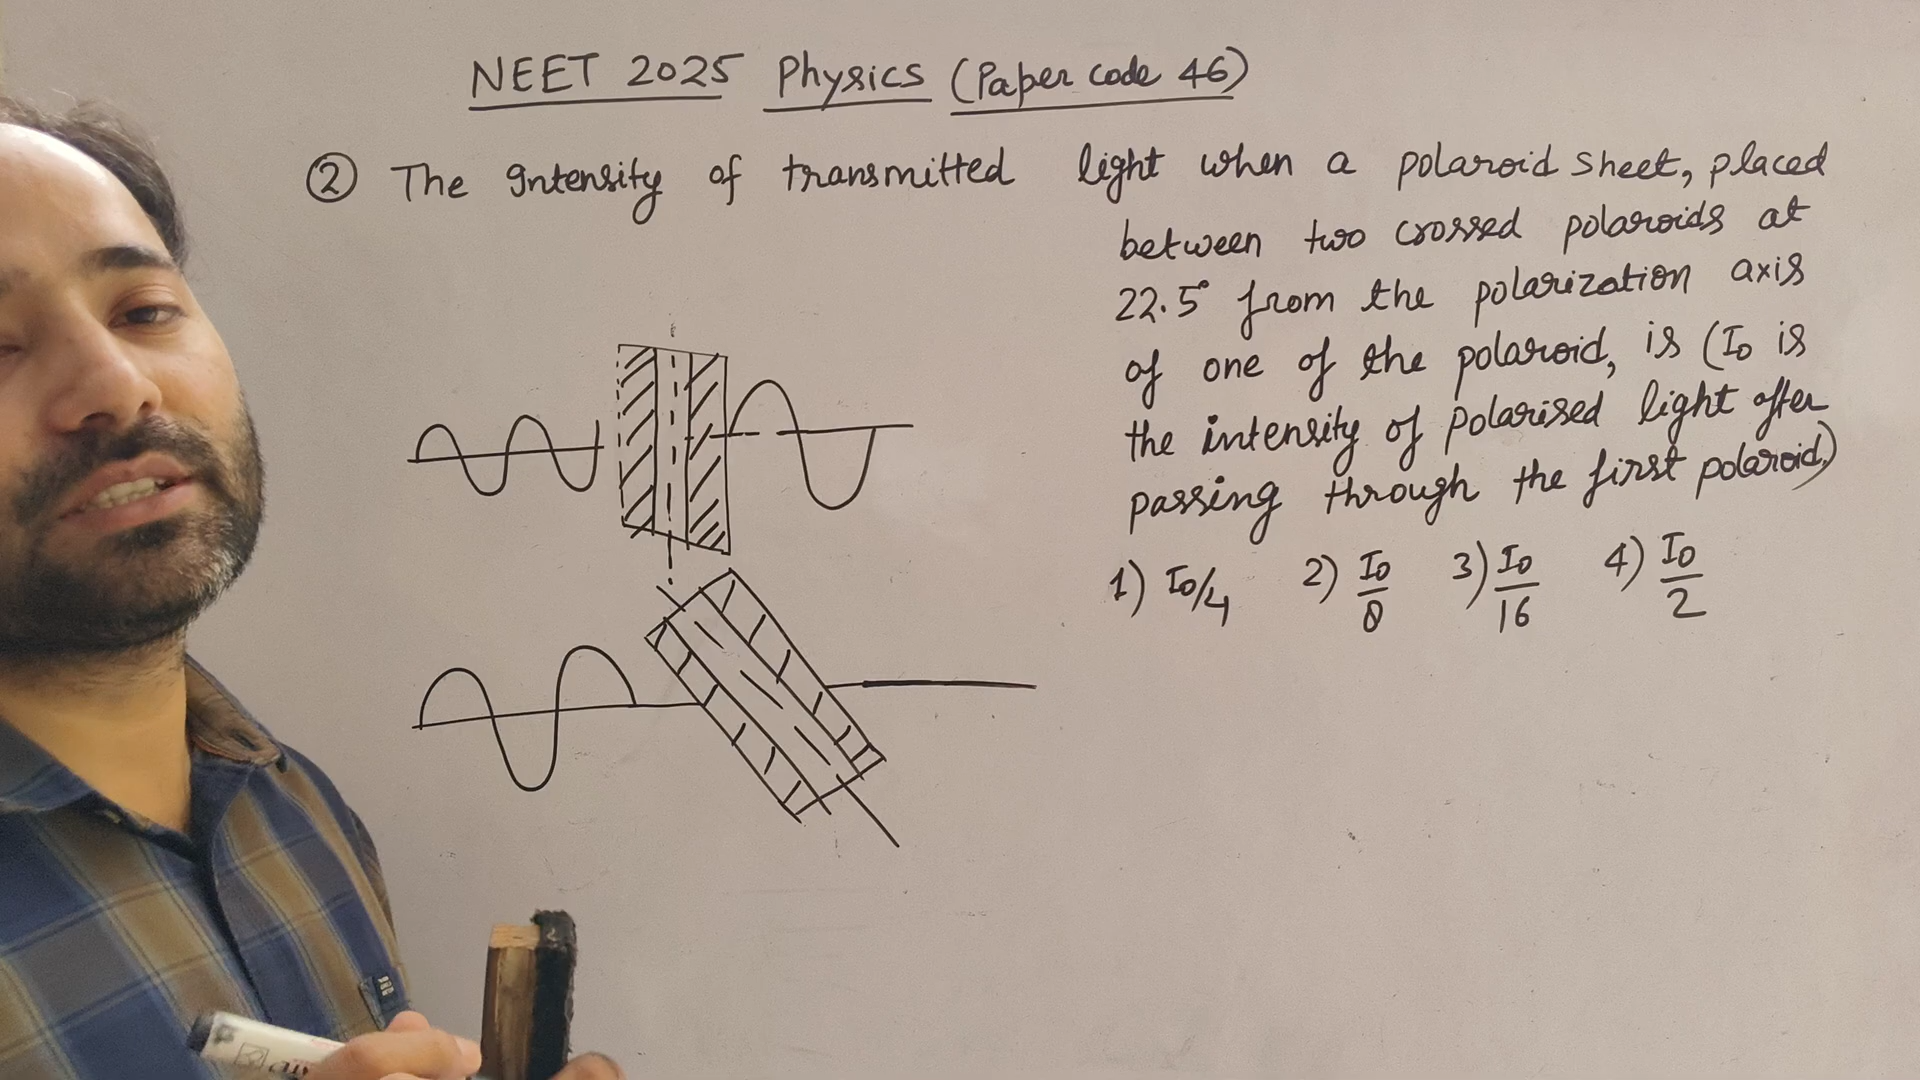 NEET 2025 Physics (Paper code 46)
② The Intensity of transmitted light when a polaroid sheet, placed
between two crossed polaroids at
22.5° from the polarization axis
of one of the polaroid, is (I₀ is
the intensity of polarised light after
passing through the first polaroid)
1) I₀/4 2) I₀/8 3) I₀/16 4) I₀/2